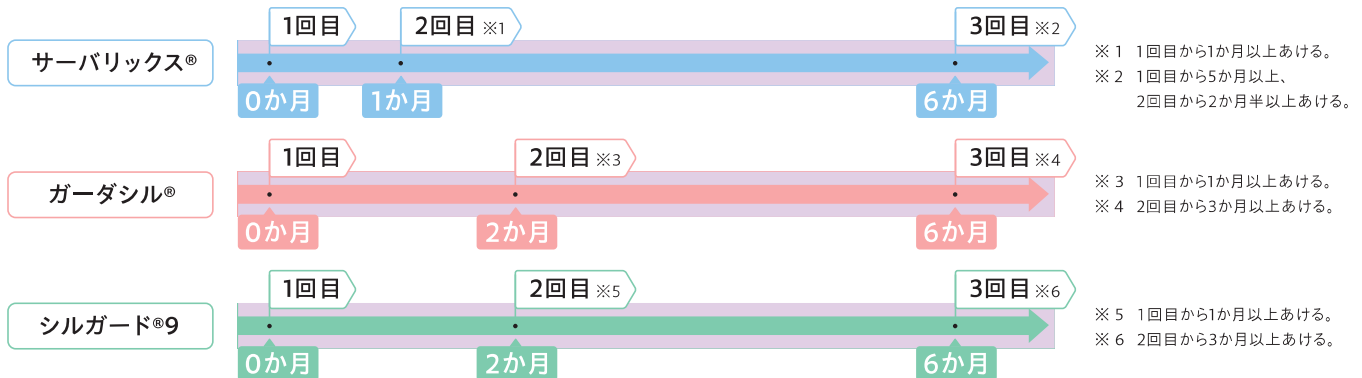 1回目
2回目 ※1
3回目 ※2
サーバリックス®
0か月
1か月
6か月
※1 1回目から1か月以上あける。
※2 1回目から5か月以上、
2回目から2か月半以上あける。
1回目
2回目 ※3
3回目 ※4
ガーダシル®
0か月
2か月
6か月
※3 1回目から1か月以上あける。
※4 2回目から3か月以上あける。
1回目
2回目 ※5
3回目 ※6
シルガード®9
0か月
2か月
6か月
※5 1回目から1か月以上あける。
※6 2回目から3か月以上あける。